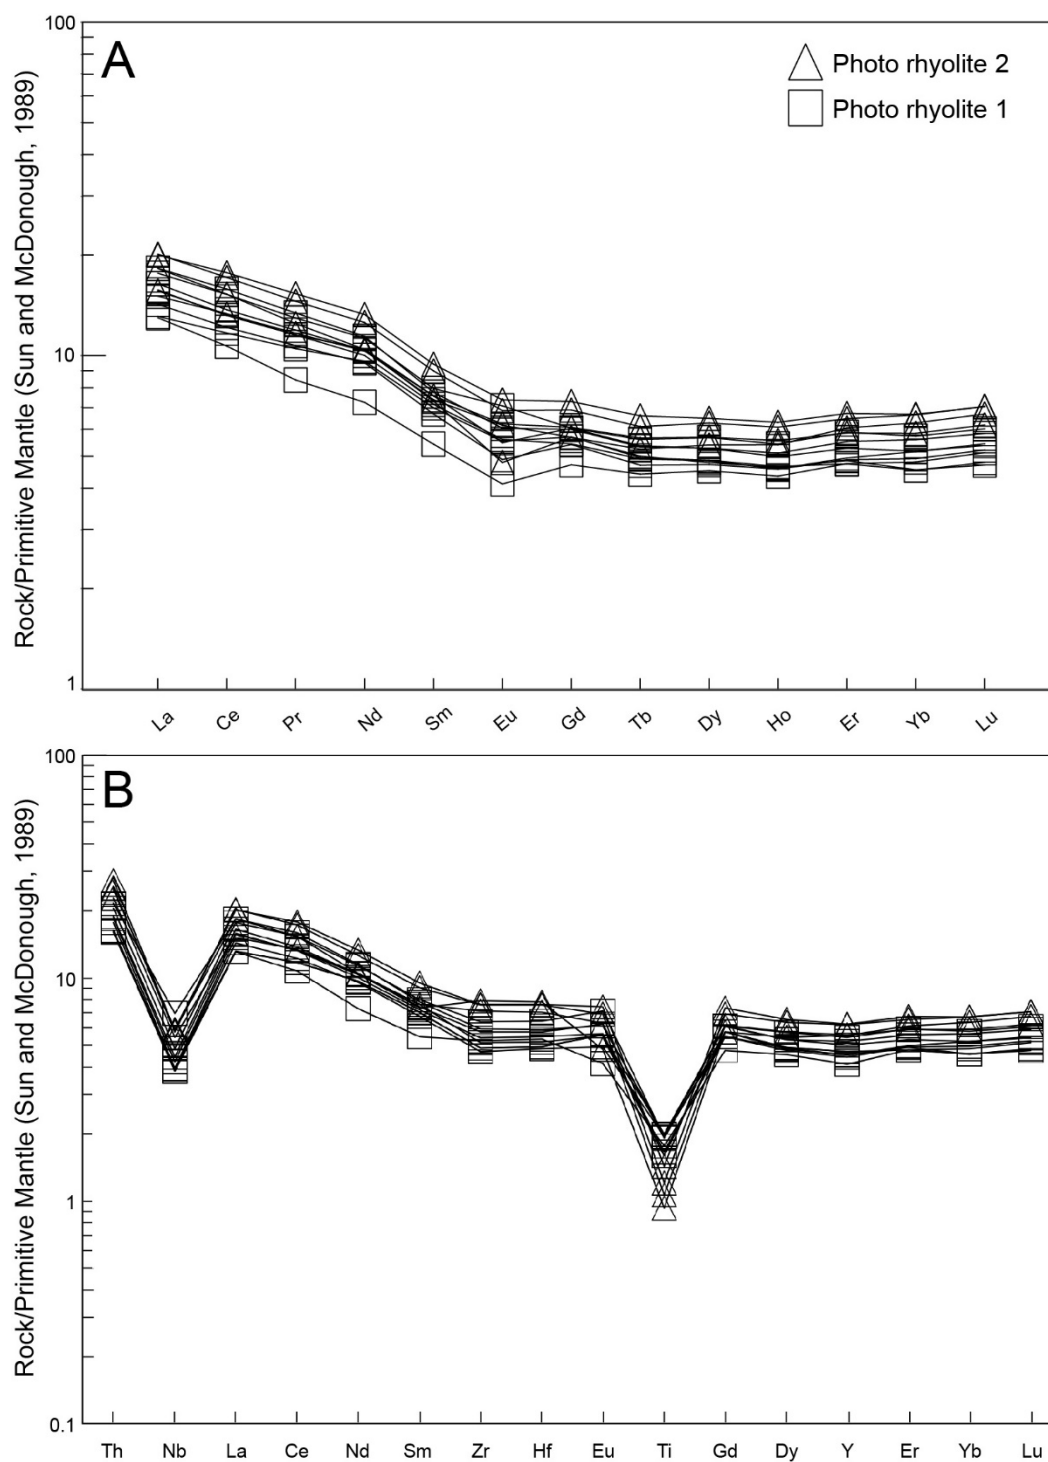 100
A
Photo rhyolite 2
Photo rhyolite 1
Rock/Primitive Mantle (Sun and McDonough, 1989)
10
1
La Ce Pr Nd Sm Eu Gd Tb Dy Ho Er Yb Lu
100
B
Rock/Primitive Mantle (Sun and McDonough, 1989)
10
1
0.1
Th Nb La Ce Nd Sm Zr Hf Eu Ti Gd Dy Y Er Yb Lu